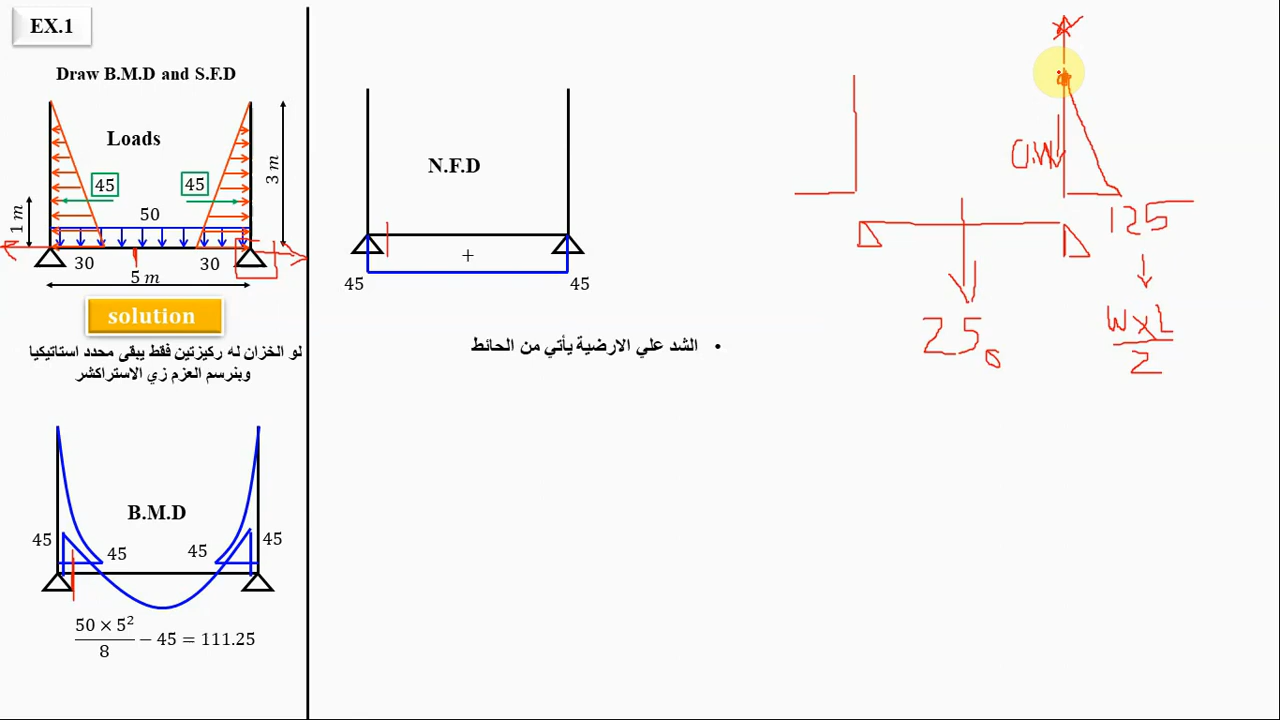 EX.1
Draw B.M.D and S.F.D
Loads
45
45
50
30
30
1 m
3 m
5 m
solution
لو الخزان له ركيزتين فقط يبقى محدد استاتيكيا
وبنرسم العزم زي الاستراكشر
B.M.D
45
45
45
45
50 × 5²
8
− 45 = 111.25
N.F.D
+
45
45
• الشد علي الارضية يأتي من الحائط
O.W
125
250
W x L
2